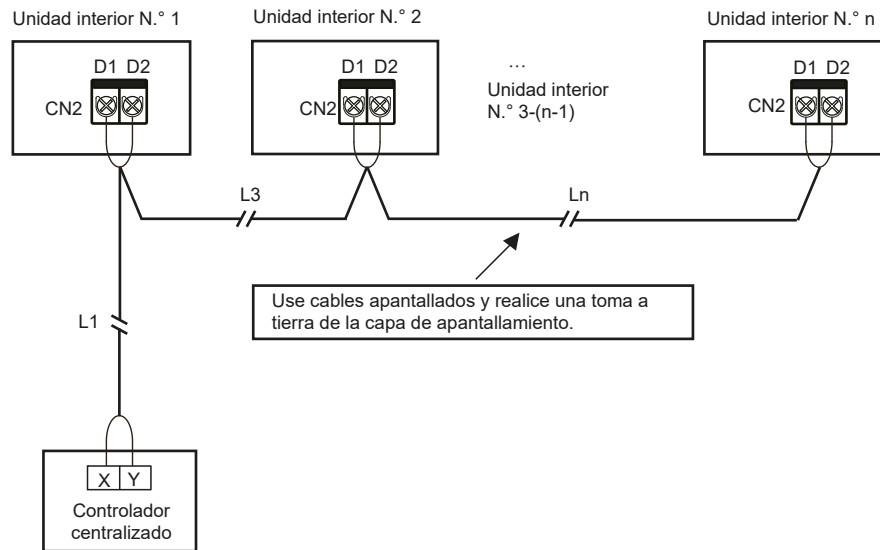 Unidad interior N.° 1
Unidad interior N.° 2
Unidad interior N.° n
D1 D2
CN2
D1 D2
CN2
...
Unidad interior
N.° 3-(n-1)
D1 D2
CN2
L3
Ln
Use cables apantallados y realice una toma a
tierra de la capa de apantallamiento.
L1
X Y
Controlador
centralizado